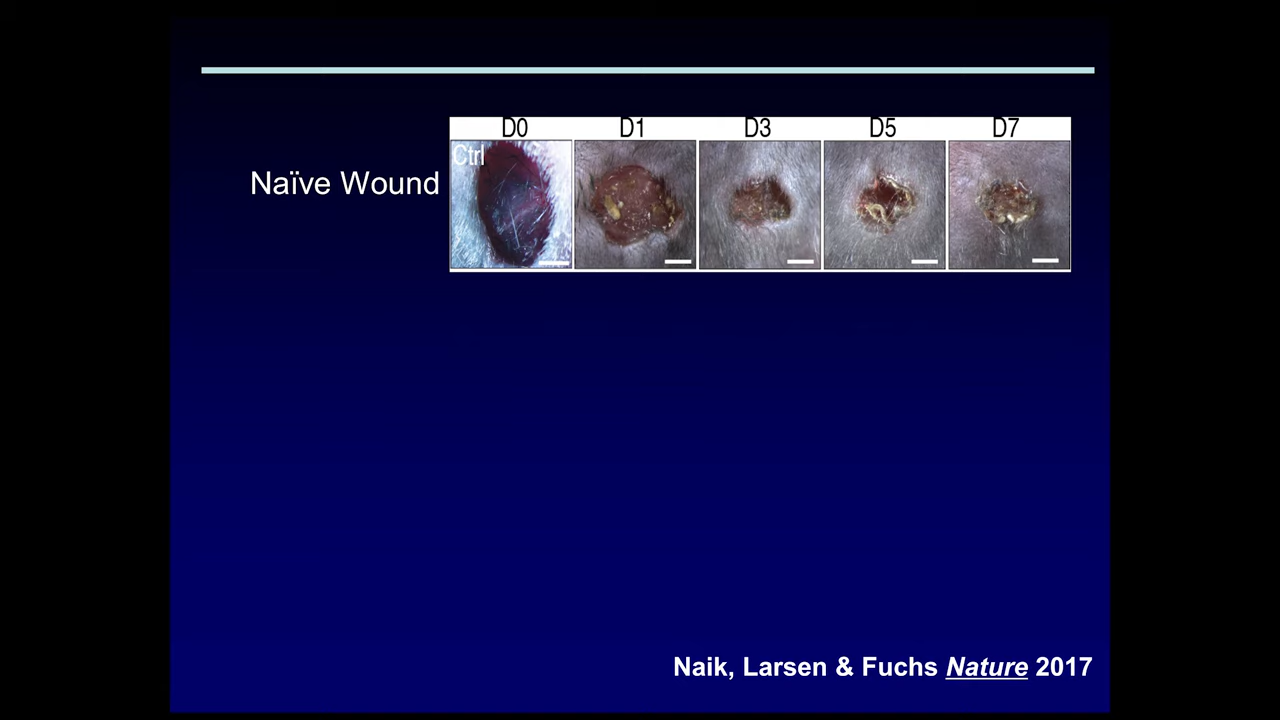 D0 D1 D3 D5 D7
Ctrl
Naïve Wound
Naik, Larsen & Fuchs Nature 2017